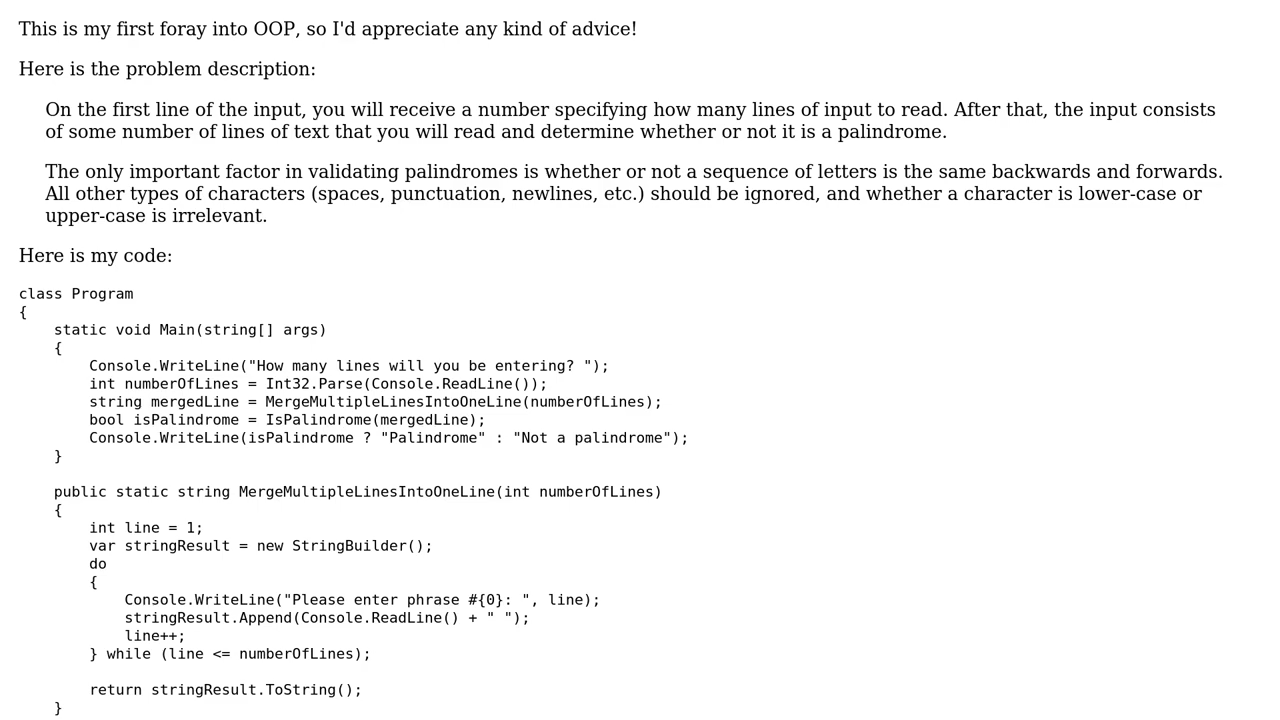 This is my first foray into OOP, so I'd appreciate any kind of advice!
Here is the problem description:
On the first line of the input, you will receive a number specifying how many lines of input to read. After that, the input consists
of some number of lines of text that you will read and determine whether or not it is a palindrome.
The only important factor in validating palindromes is whether or not a sequence of letters is the same backwards and forwards.
All other types of characters (spaces, punctuation, newlines, etc.) should be ignored, and whether a character is lower-case or
upper-case is irrelevant.
Here is my code:
class Program
{
    static void Main(string[] args)
    {
        Console.WriteLine("How many lines will you be entering? ");
        int numberOfLines = Int32.Parse(Console.ReadLine());
        string mergedLine = MergeMultipleLinesIntoOneLine(numberOfLines);
        bool isPalindrome = IsPalindrome(mergedLine);
        Console.WriteLine(isPalindrome ? "Palindrome" : "Not a palindrome");
    }
    public static string MergeMultipleLinesIntoOneLine(int numberOfLines)
    {
        int line = 1;
        var stringResult = new StringBuilder();
        do
        {
            Console.WriteLine("Please enter phrase #{0}: ", line);
            stringResult.Append(Console.ReadLine() + " ");
            line++;
        } while (line <= numberOfLines);
        return stringResult.ToString();
    }